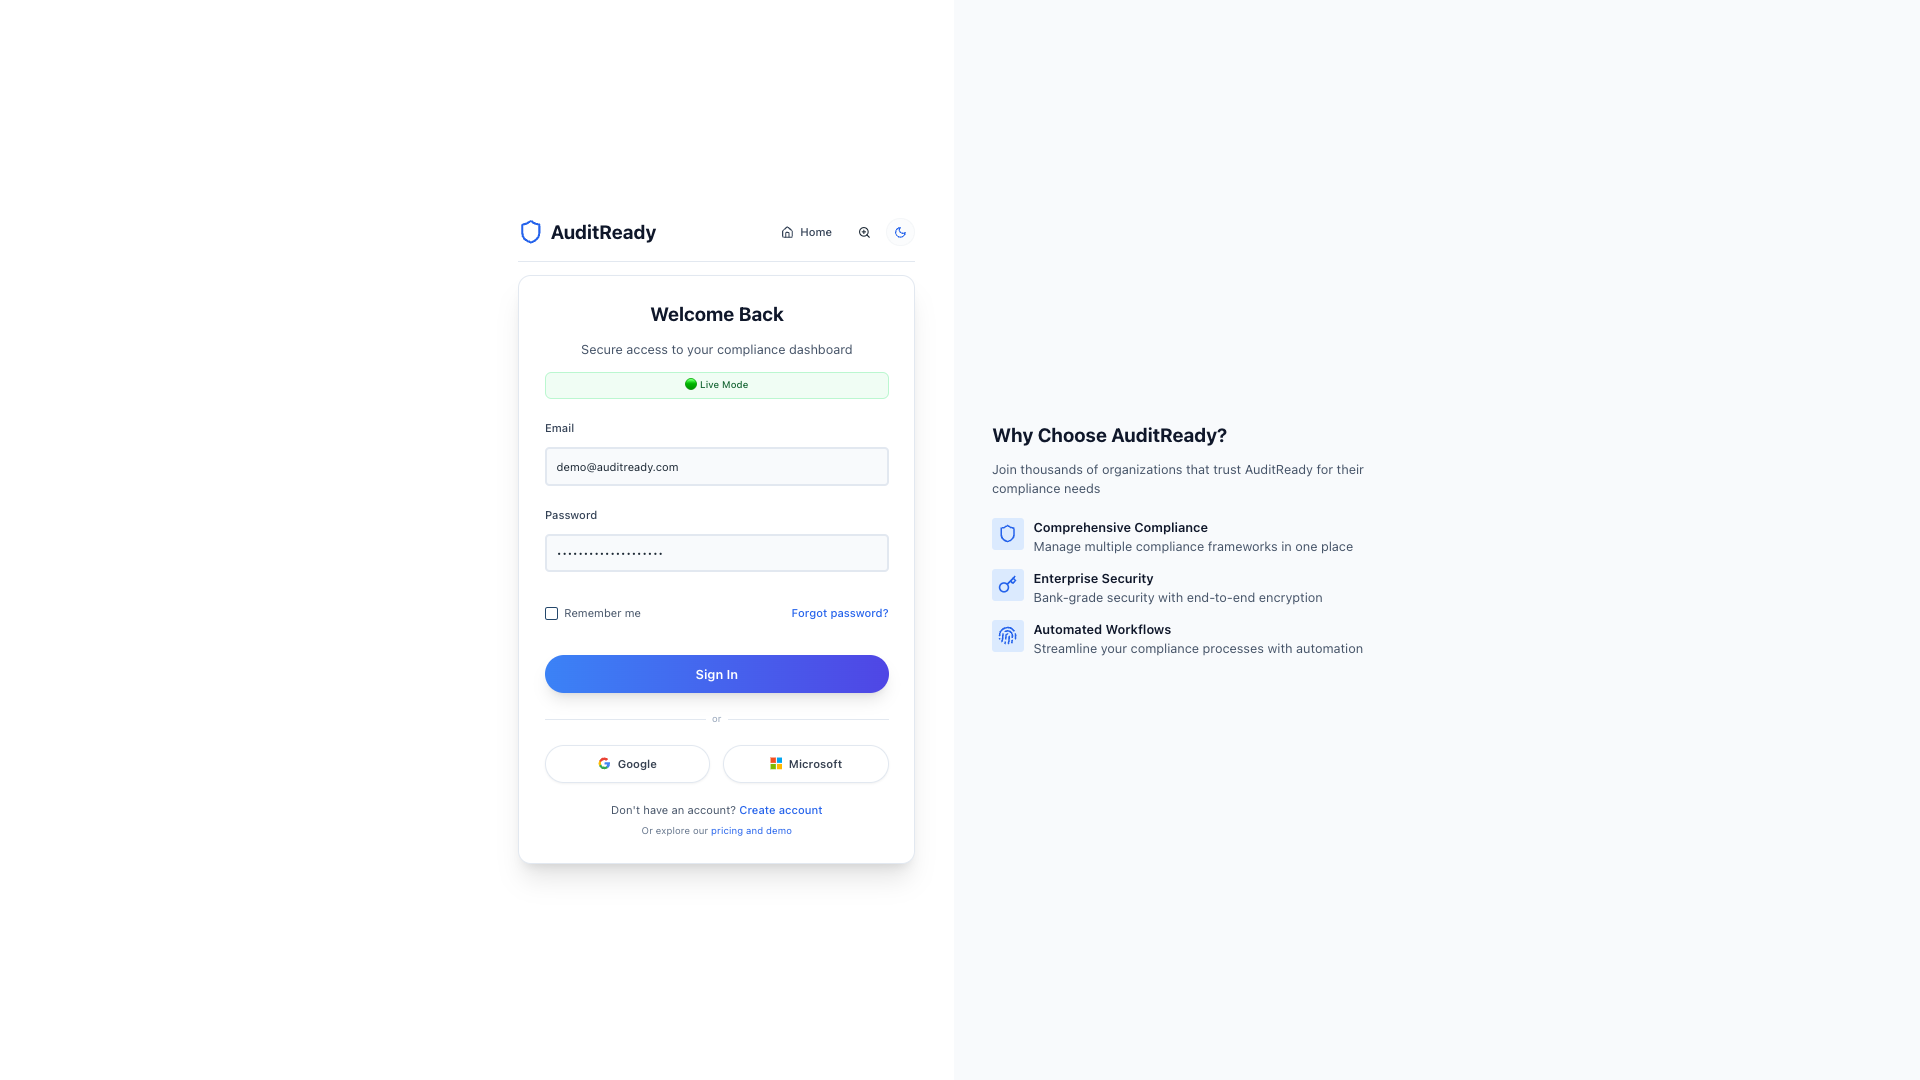 AuditReady
Home
Welcome Back
Secure access to your compliance dashboard
Live Mode
Email
demo@auditready.com
Password
••••••••••••••••••••
Remember me
Forgot password?
Sign In
or
Google
Microsoft
Don't have an account? Create account
Or explore our pricing and demo
Why Choose AuditReady?
Join thousands of organizations that trust AuditReady for their
compliance needs
Comprehensive Compliance
Manage multiple compliance frameworks in one place
Enterprise Security
Bank-grade security with end-to-end encryption
Automated Workflows
Streamline your compliance processes with automation